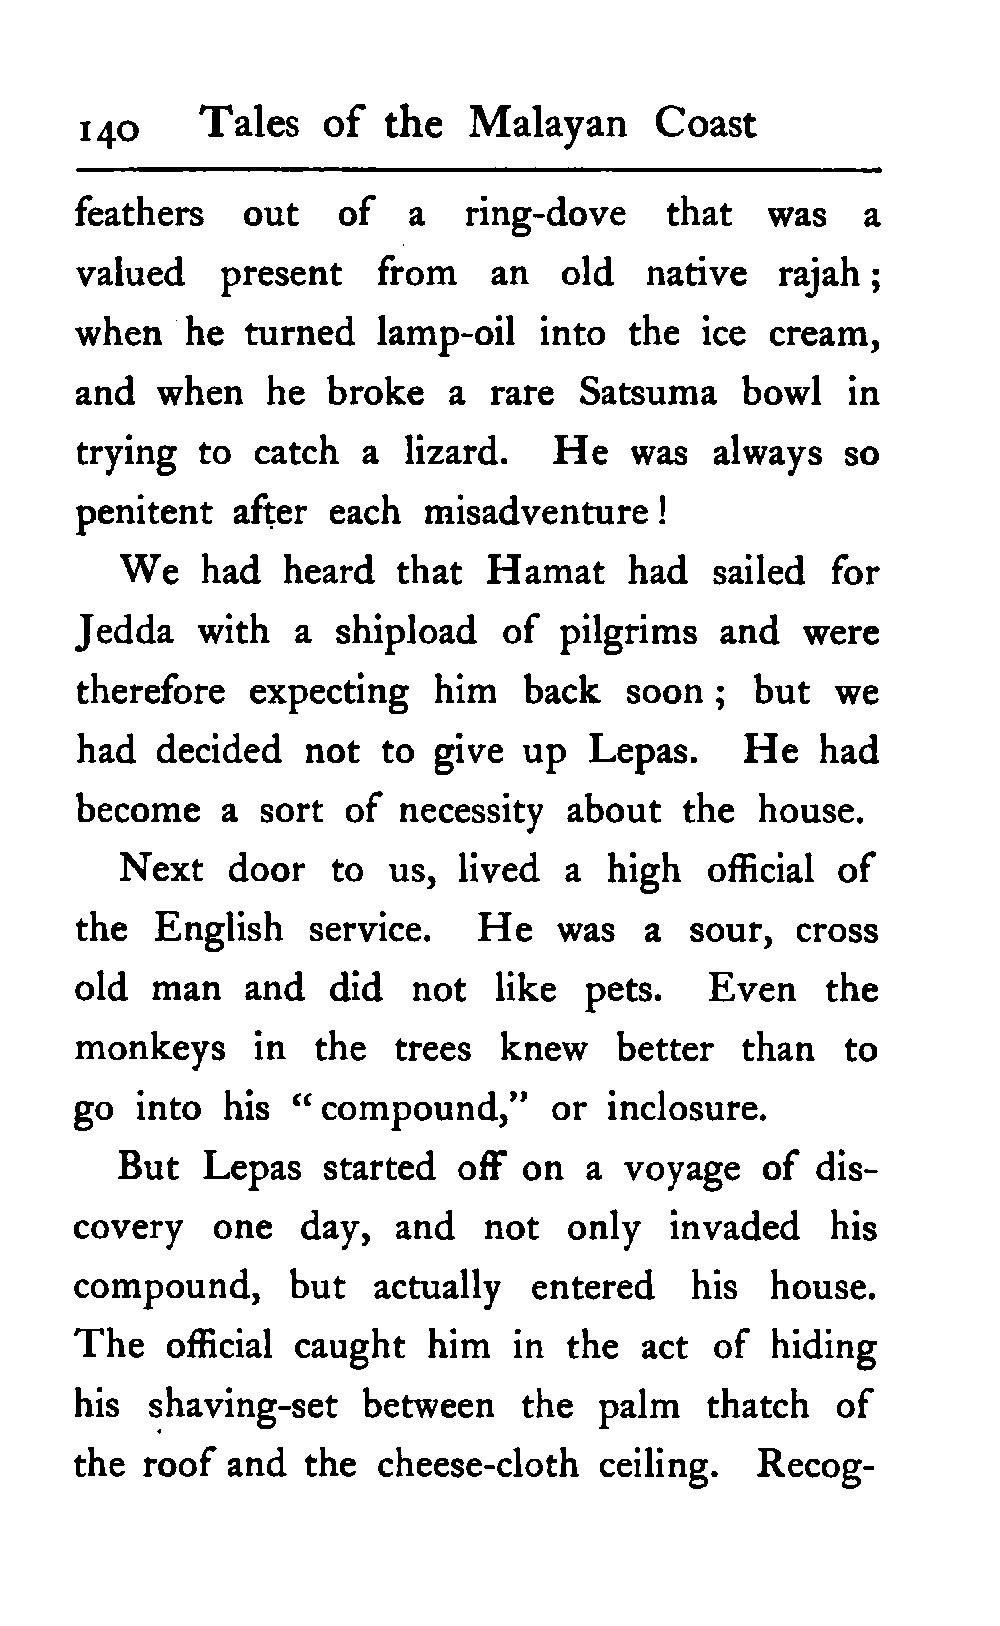 140 Tales of the Malayan Coast
feathers out of a ring-dove that was a
valued present from an old native rajah ;
when he turned lamp-oil into the ice cream,
and when he broke a rare Satsuma bowl in
trying to catch a lizard. He was always so
penitent after each misadventure !
We had heard that Hamat had sailed for
Jedda with a shipload of pilgrims and were
therefore expecting him back soon ; but we
had decided not to give up Lepas. He had
become a sort of necessity about the house.
Next door to us, lived a high official of
the English service. He was a sour, cross
old man and did not like pets. Even the
monkeys in the trees knew better than to
go into his “ compound,” or inclosure.
But Lepas started off on a voyage of dis-
covery one day, and not only invaded his
compound, but actually entered his house.
The official caught him in the act of hiding
his shaving-set between the palm thatch of
the roof and the cheese-cloth ceiling. Recog-